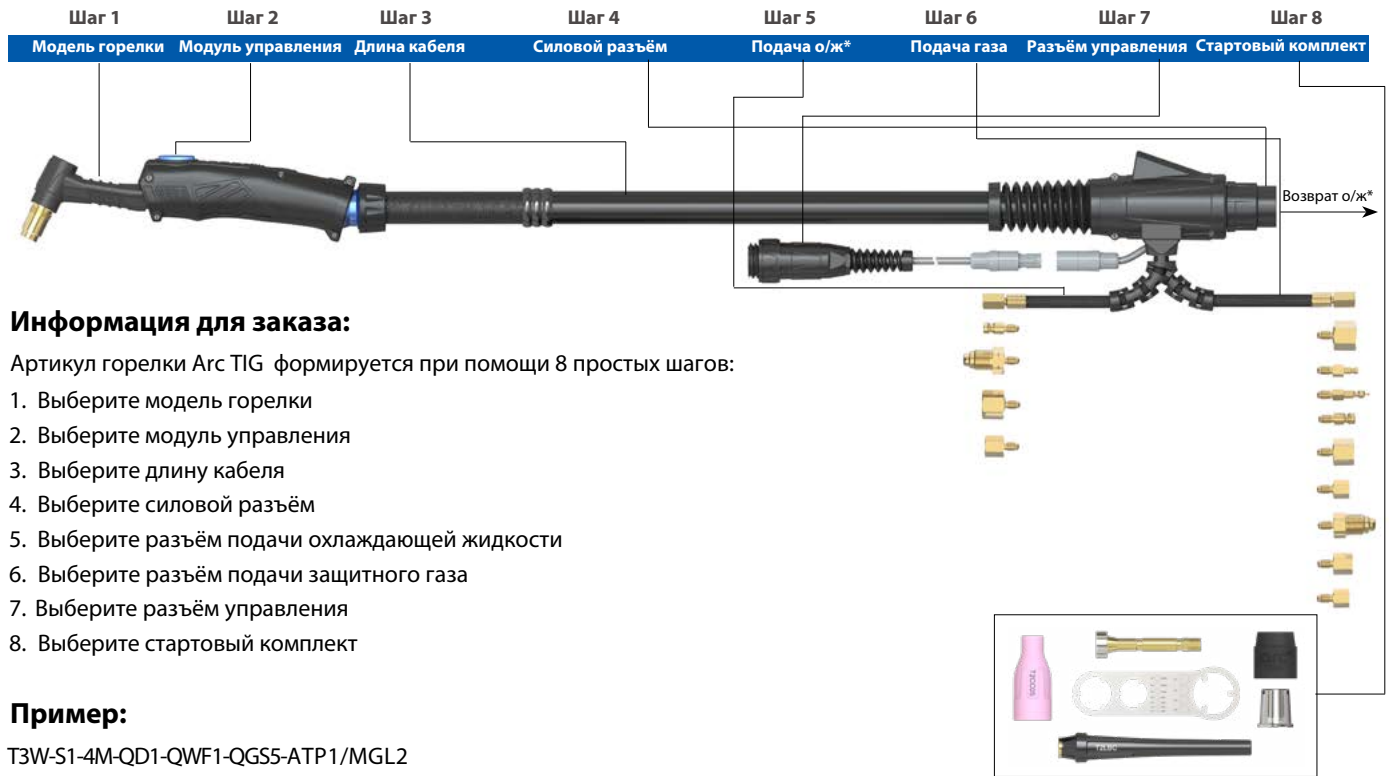 Шаг 1 Шаг 2 Шаг 3 Шаг 4 Шаг 5 Шаг 6 Шаг 7 Шаг 8
Модель горелки Модуль управления Длина кабеля Силовой разъём Подача о/ж* Подача газа Разъём управления Стартовый комплект
Возврат о/ж*
Информация для заказа:
Артикул горелки Arc TIG формируется при помощи 8 простых шагов:
1. Выберите модель горелки
2. Выберите модуль управления
3. Выберите длину кабеля
4. Выберите силовой разъём
5. Выберите разъём подачи охлаждающей жидкости
6. Выберите разъём подачи защитного газа
7. Выберите разъём управления
8. Выберите стартовый комплект
Пример:
T3W-S1-4M-QD1-QWF1-QGS5-ATP1/MGL2